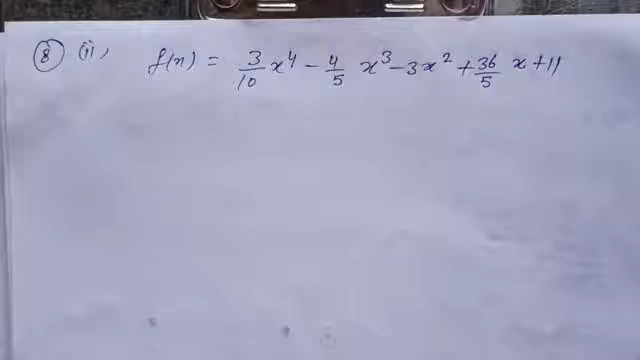 8 (ii), f(x) = 3/10 x⁴ - 4/5 x³ - 3x² + 36/5 x + 11